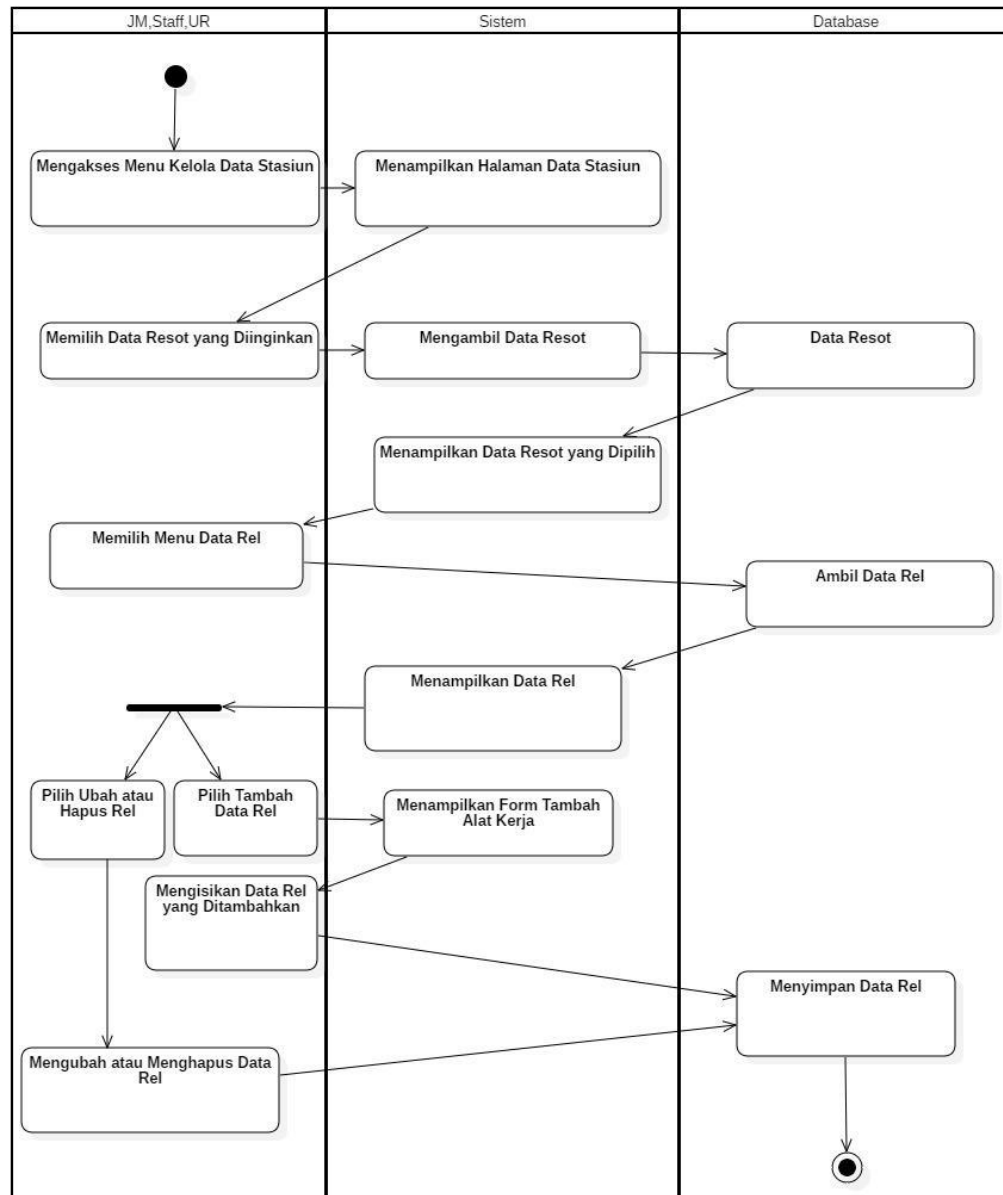 JM,Staff,UR
Sistem
Database
Mengakses Menu Kelola Data Stasiun
Menampilkan Halaman Data Stasiun
Memilih Data Resot yang Diinginkan
Mengambil Data Resot
Data Resot
Menampilkan Data Resot yang Dipilih
Memilih Menu Data Rel
Ambil Data Rel
Menampilkan Data Rel
Pilih Ubah atau
Hapus Rel
Pilih Tambah
Data Rel
Menampilkan Form Tambah
Alat Kerja
Mengisikan Data Rel
yang Ditambahkan
Menyimpan Data Rel
Mengubah atau Menghapus Data
Rel